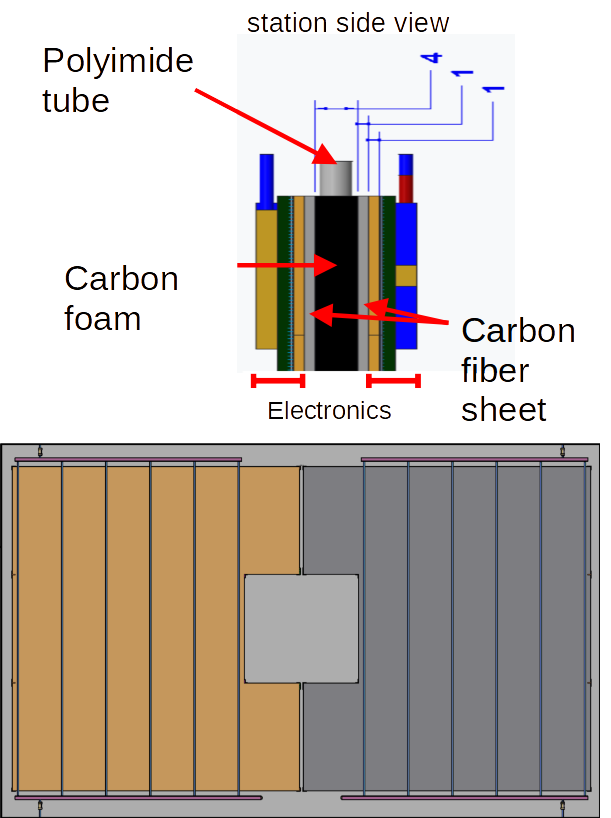 station side view
Polyimide
tube
4
1
1
Carbon
foam
Carbon
fiber
sheet
Electronics